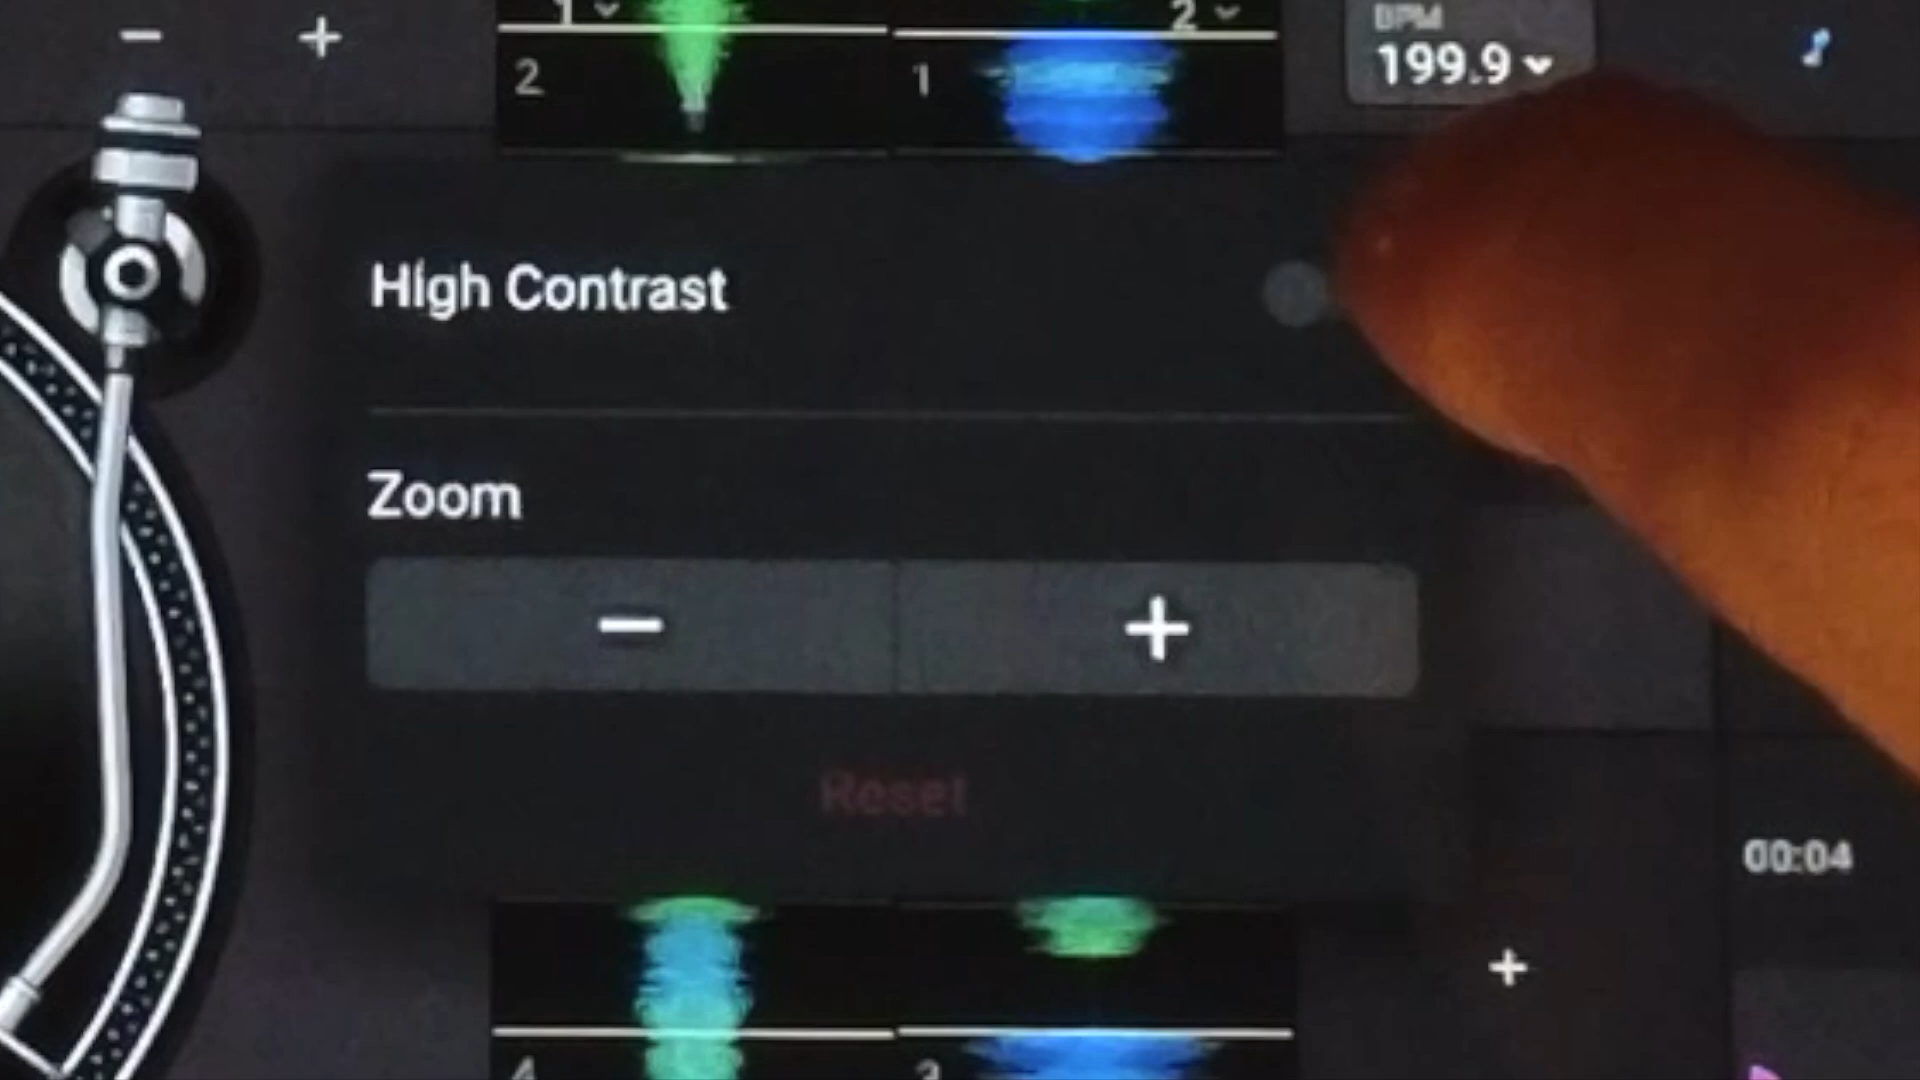 1 2
BPM
199.9
2 1
High Contrast
Zoom
Reset
00:04
4 3